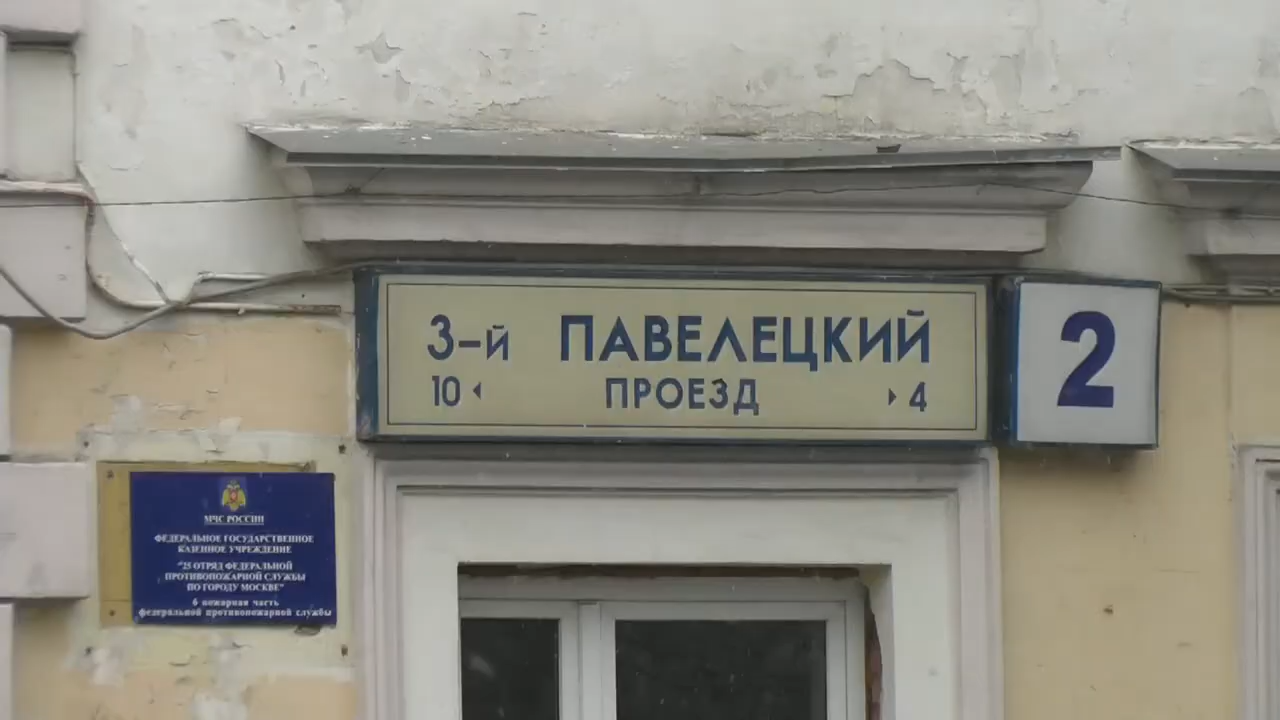 3-й ПАВЕЛЕЦКИЙ
10 ПРОЕЗД 4
2
МЧС РОССИИ
ФЕДЕРАЛЬНОЕ ГОСУДАРСТВЕННОЕ
КАЗЕННОЕ УЧРЕЖДЕНИЕ
"25 ОТРЯД ФЕДЕРАЛЬНОЙ
ПРОТИВОПОЖАРНОЙ СЛУЖБЫ
ПО ГОРОДУ МОСКВЕ"
6 пожарная часть
федеральной противопожарной службы